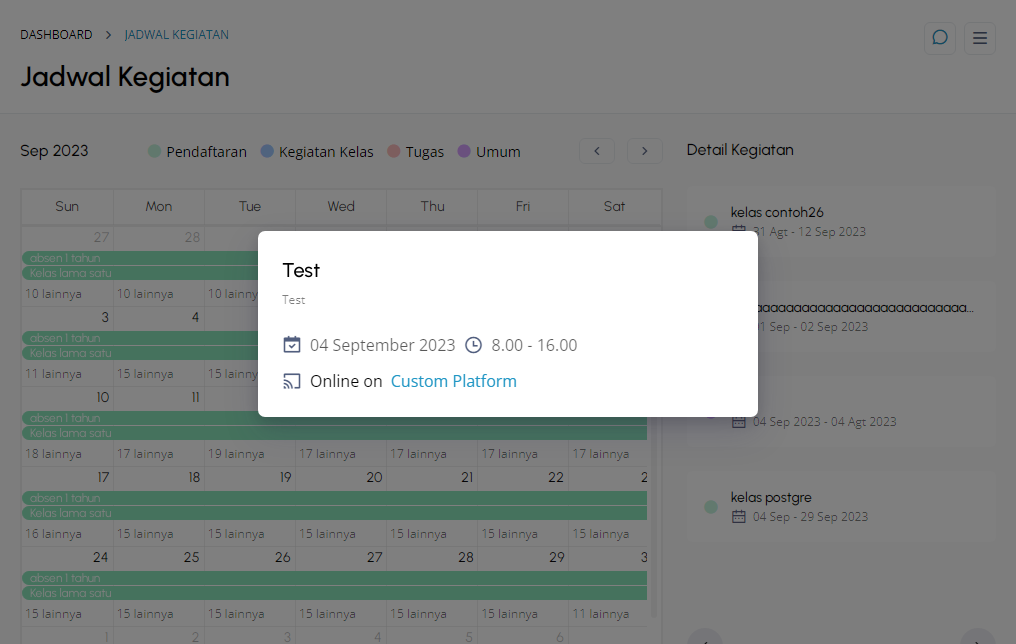 DASHBOARD > JADWAL KEGIATAN
Jadwal Kegiatan
Sep 2023
Pendaftaran Kegiatan Kelas Tugas Umum
Sun Mon Tue Wed Thu Fri Sat
27 28
absen 1 tahun
Kelas lama satu
10 lainnya 10 lainnya 10 lainny
3 4
absen 1 tahun
Kelas lama satu
11 lainnya 15 lainnya 15 lainny
10 11
absen 1 tahun
Kelas lama satu
18 lainnya 17 lainnya 19 lainnya 17 lainnya 17 lainnya 17 lainnya 17 lainnya
17 18 19 20 21 22 2
absen 1 tahun
Kelas lama satu
16 lainnya 15 lainnya 15 lainnya 15 lainnya 15 lainnya 15 lainnya 15 lainnya
24 25 26 27 28 29 3
absen 1 tahun
Kelas lama satu
15 lainnya 15 lainnya 15 lainnya 15 lainnya 15 lainnya 15 lainnya 11 lainnya
1 2 3 4 5 6
Test
Test
04 September 2023 8.00 - 16.00
Online on Custom Platform
Detail Kegiatan
kelas contoh26
31 Agt - 12 Sep 2023
01 Sep - 02 Sep 2023
04 Sep 2023 - 04 Agt 2023
kelas postgre
04 Sep - 29 Sep 2023